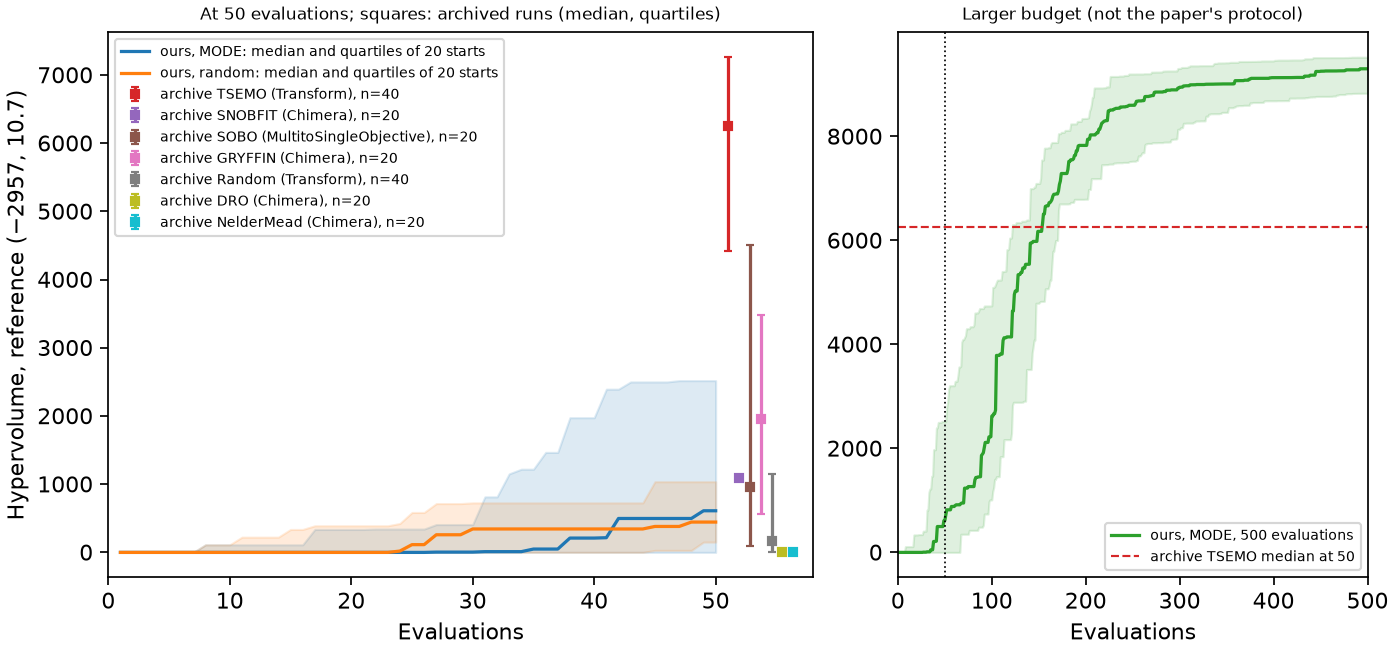 At 50 evaluations; squares: archived runs (median, quartiles)
Hypervolume, reference (−2957, 10.7)
7000
6000
5000
4000
3000
2000
1000
0
ours, MODE: median and quartiles of 20 starts
ours, random: median and quartiles of 20 starts
archive TSEMO (Transform), n=40
archive SNOBFIT (Chimera), n=20
archive SOBO (MultitoSingleObjective), n=20
archive GRYFFIN (Chimera), n=20
archive Random (Transform), n=40
archive DRO (Chimera), n=20
archive NelderMead (Chimera), n=20
0 10 20 30 40 50
Evaluations
Larger budget (not the paper's protocol)
8000
6000
4000
2000
0
ours, MODE, 500 evaluations
archive TSEMO median at 50
0 100 200 300 400 500
Evaluations